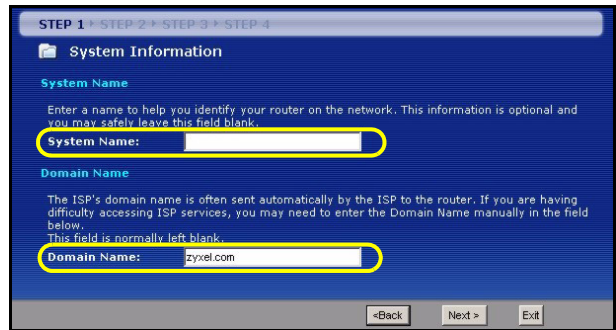 STEP 1 ▸ STEP 2 ▸ STEP 3 ▸ STEP 4
System Information
System Name
Enter a name to help you identify your router on the network. This information is optional and
you may safely leave this field blank.
System Name:
Domain Name
The ISP's domain name is often sent automatically by the ISP to the router. If you are having
difficulty accessing ISP services, you may need to enter the Domain Name manually in the field
below.
This field is normally left blank.
Domain Name: zyxel.com
<Back Next > Exit